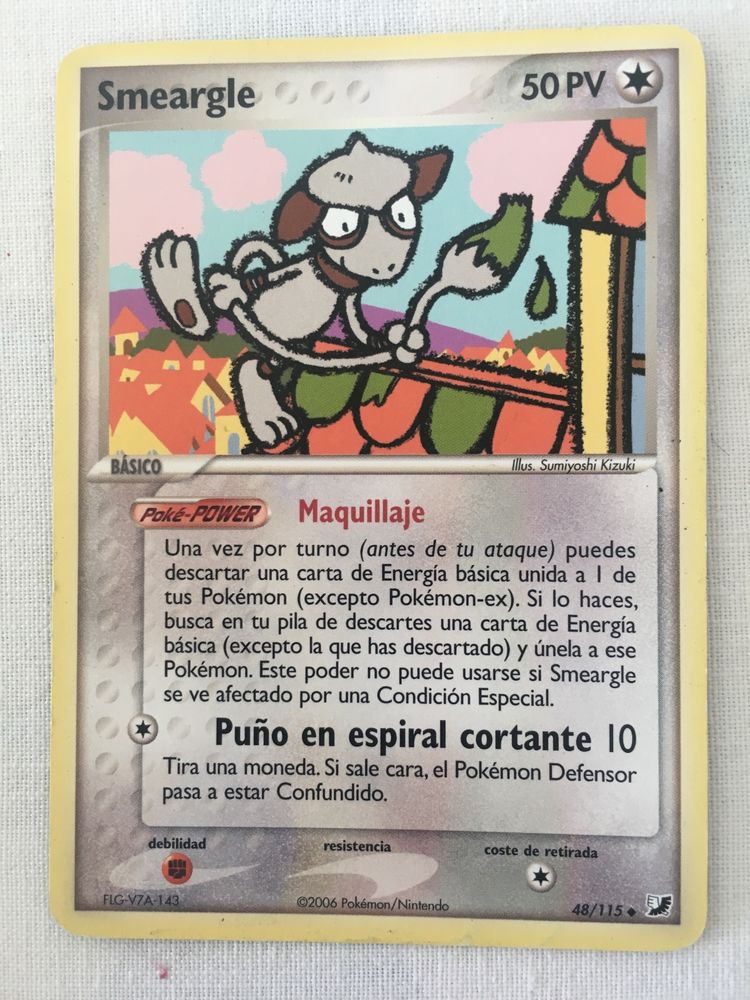 Smeargle 50 PV
BÁSICO Illus. Sumiyoshi Kizuki
Poké-POWER Maquillaje
Una vez por turno (antes de tu ataque) puedes
descartar una carta de Energía básica unida a 1 de
tus Pokémon (excepto Pokémon-ex). Si lo haces,
busca en tu pila de descartes una carta de Energía
básica (excepto la que has descartado) y únela a ese
Pokémon. Este poder no puede usarse si Smeargle
se ve afectado por una Condición Especial.
Puño en espiral cortante 10
Tira una moneda. Si sale cara, el Pokémon Defensor
pasa a estar Confundido.
debilidad resistencia coste de retirada
FLG-V7A-143 ©2006 Pokémon/Nintendo 48/115